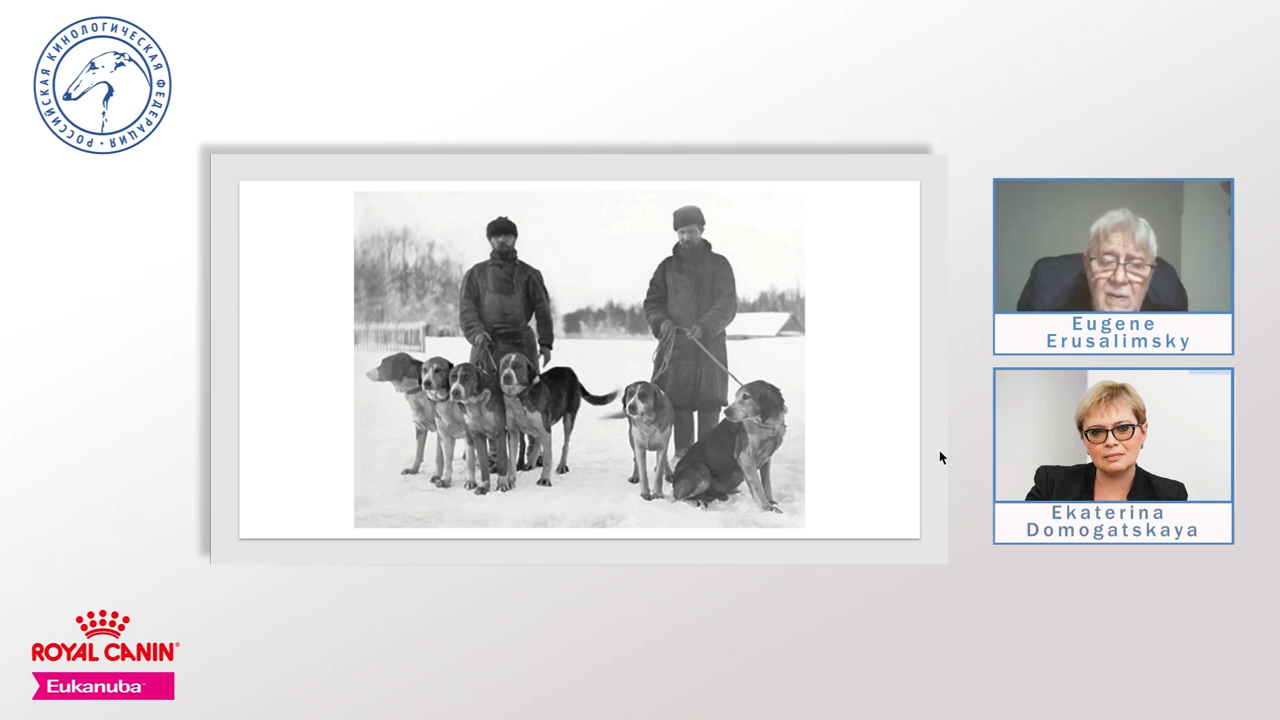 РОССИЙСКАЯ КИНОЛОГИЧЕСКАЯ ФЕДЕРАЦИЯ
Eugene
Erusalimsky
Ekaterina
Domogatskaya
ROYAL CANIN
Eukanuba